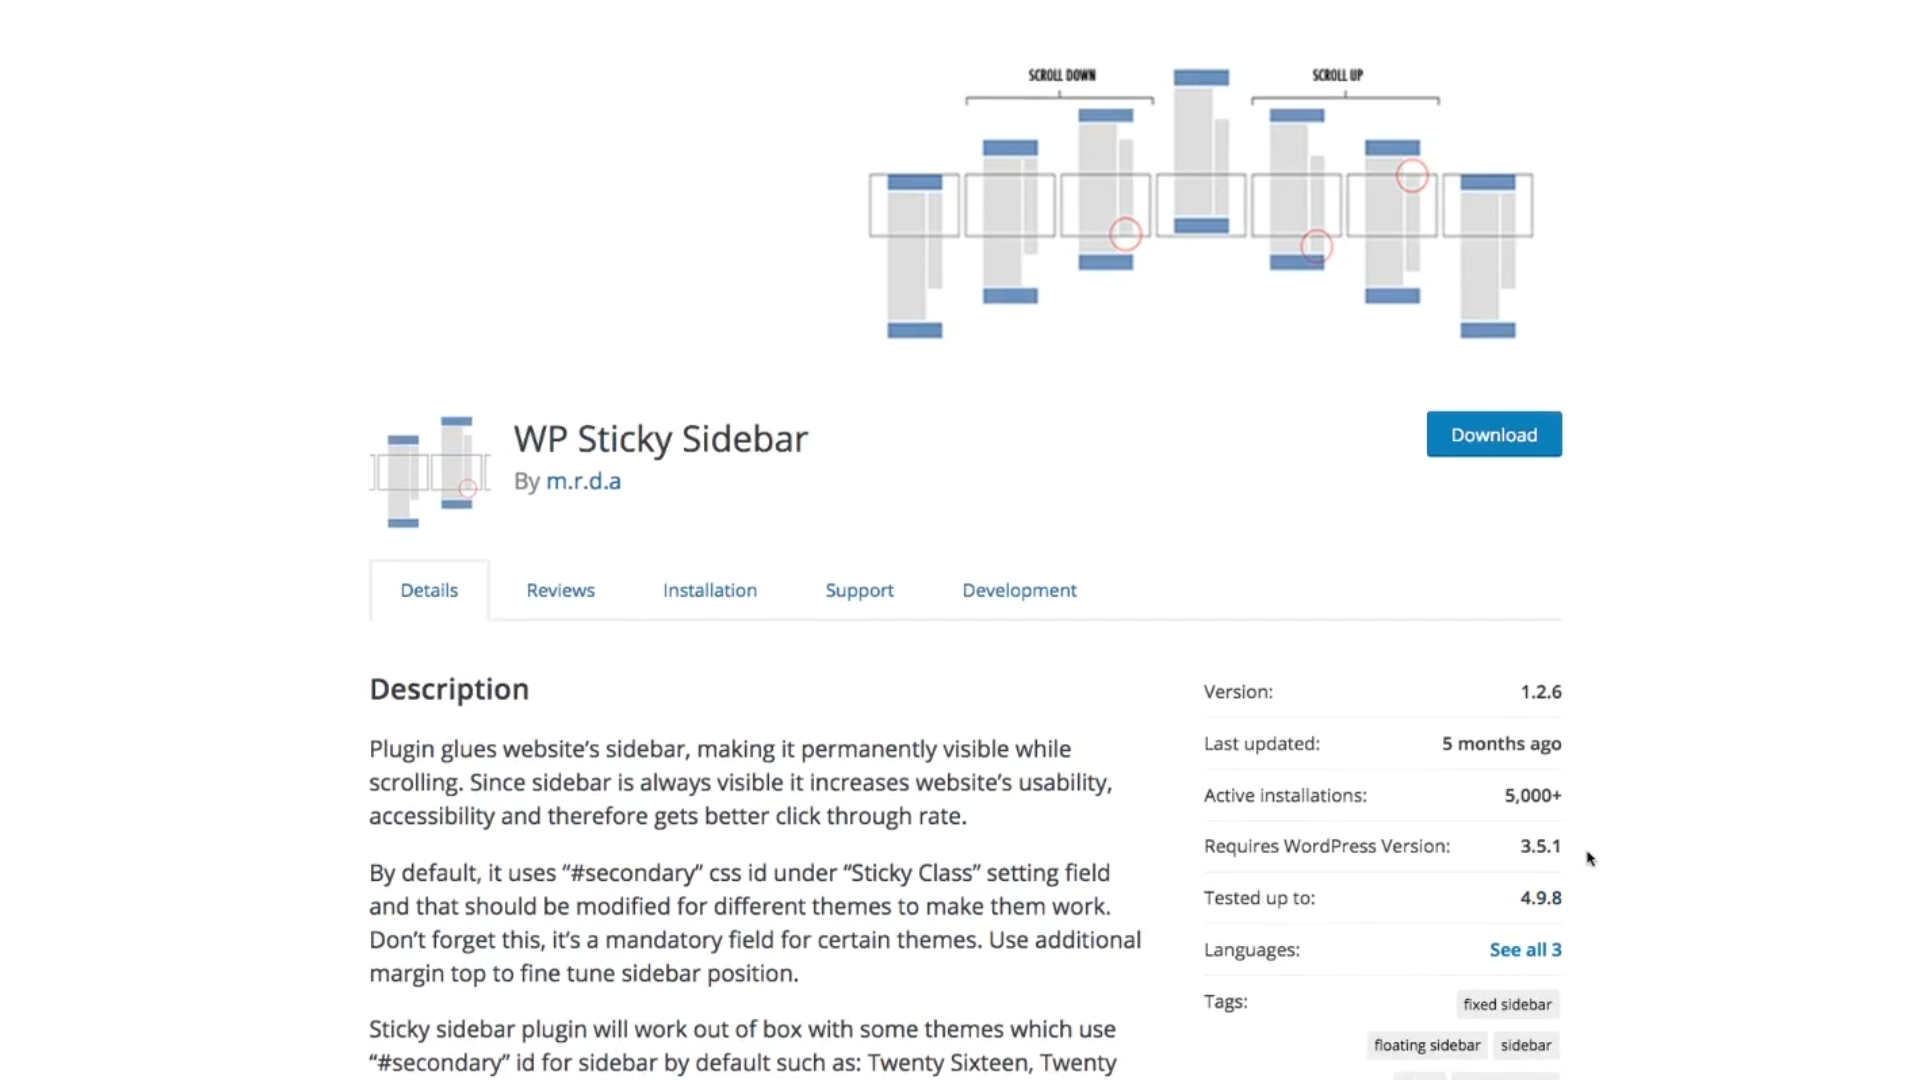 SCROLL DOWN
SCROLL UP
WP Sticky Sidebar
By m.r.d.a
Download
Details
Reviews
Installation
Support
Development
Description
Plugin glues website's sidebar, making it permanently visible while
scrolling. Since sidebar is always visible it increases website's usability,
accessibility and therefore gets better click through rate.
By default, it uses “#secondary” css id under “Sticky Class” setting field
and that should be modified for different themes to make them work.
Don't forget this, it's a mandatory field for certain themes. Use additional
margin top to fine tune sidebar position.
Sticky sidebar plugin will work out of box with some themes which use
“#secondary” id for sidebar by default such as: Twenty Sixteen, Twenty
Version: 1.2.6
Last updated: 5 months ago
Active installations: 5,000+
Requires WordPress Version: 3.5.1
Tested up to: 4.9.8
Languages: See all 3
Tags: fixed sidebar
floating sidebar sidebar